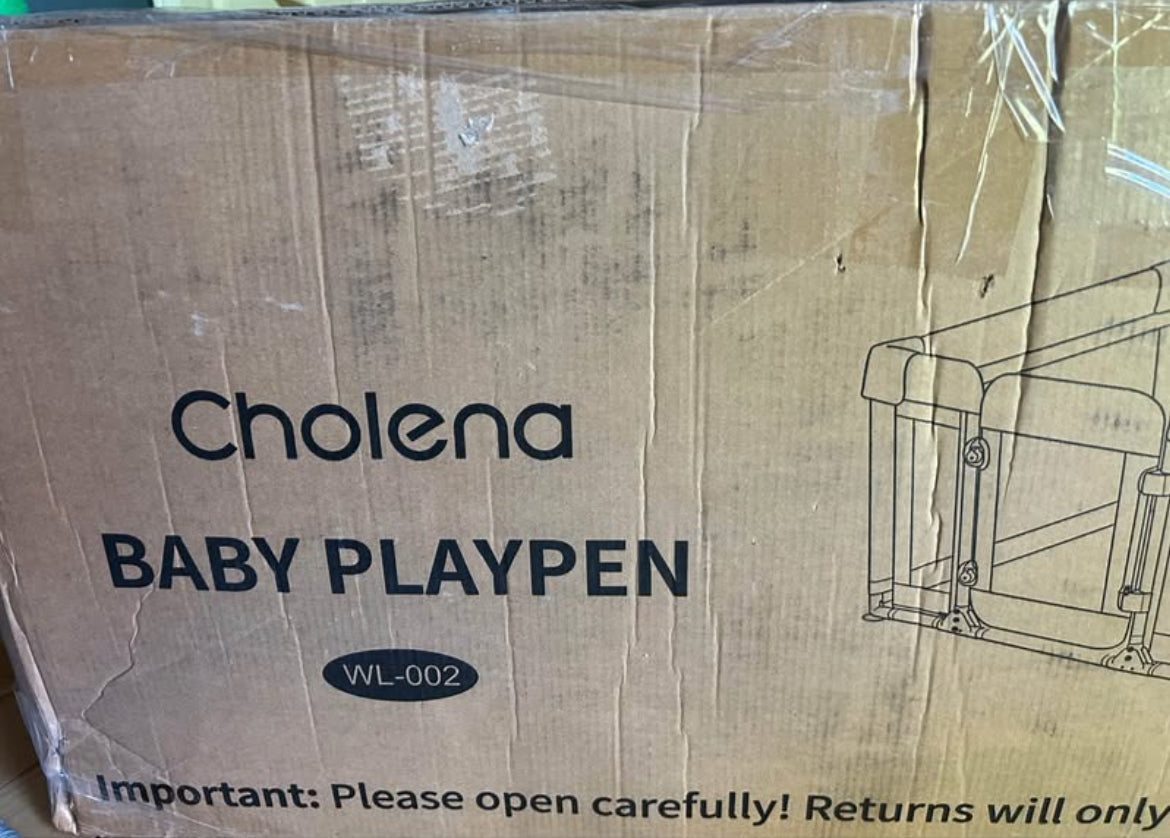 Cholena
BABY PLAYPEN
WL-002
Important: Please open carefully! Returns will only